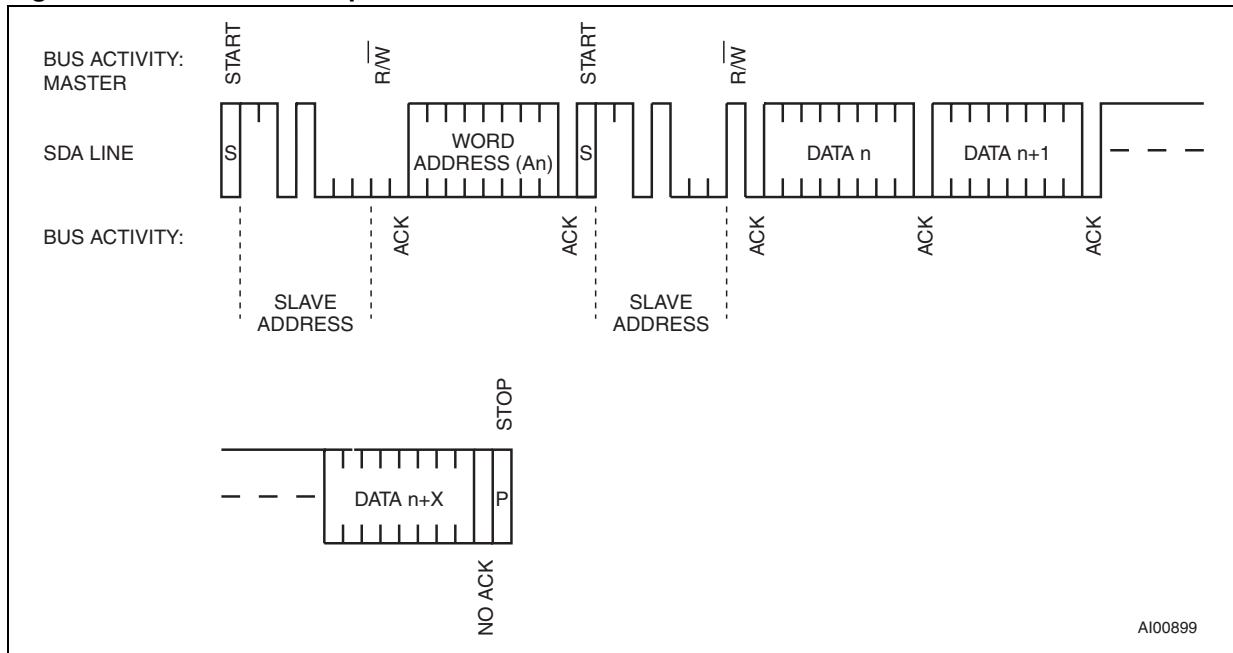 BUS ACTIVITY:
MASTER
START
R/W
START
R/W
SDA LINE
S
WORD
ADDRESS (An)
S
DATA n
DATA n+1
BUS ACTIVITY:
ACK
ACK
ACK
ACK
ACK
SLAVE
ADDRESS
SLAVE
ADDRESS
STOP
DATA n+X
P
NO ACK
AI00899